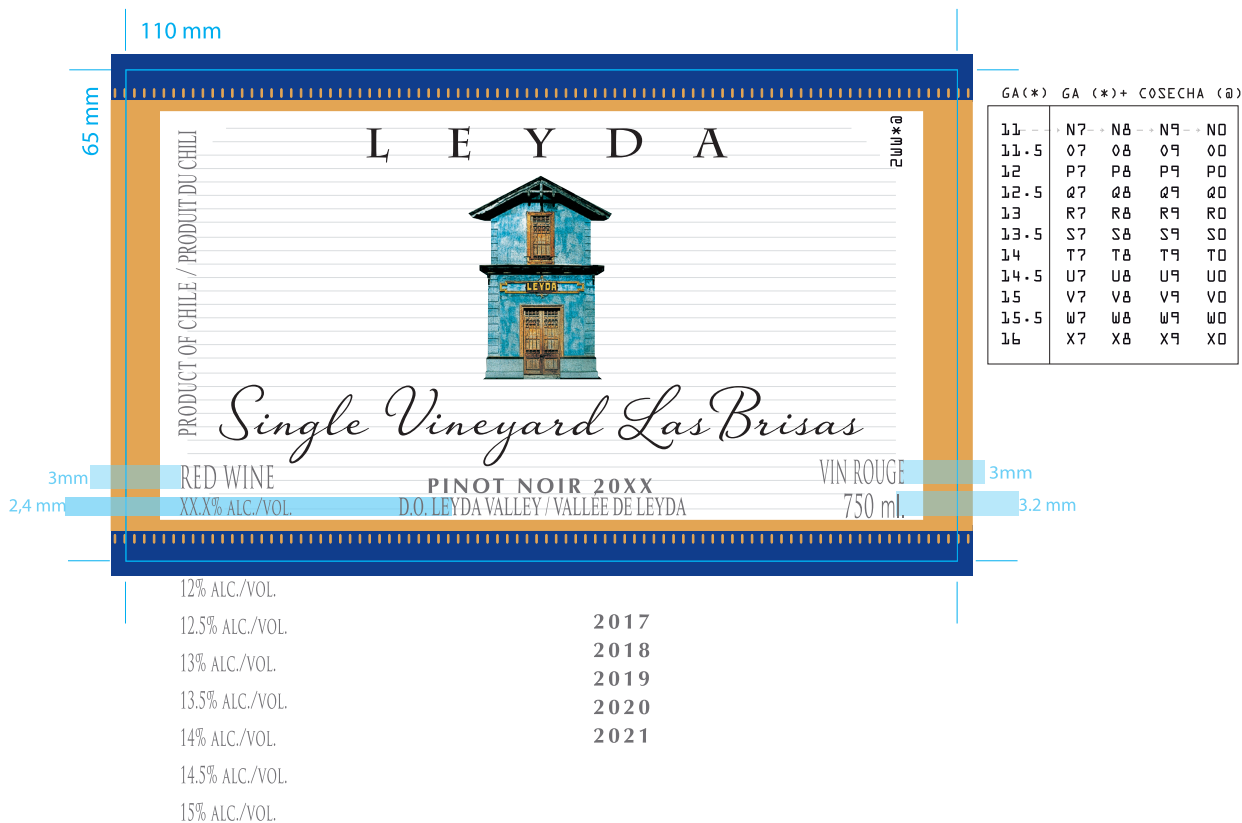 110 mm
65 mm
GA(*) GA (*)+ COSECHA (@)
11 N7 N8 N9 N0
11.5 O7 O8 O9 O0
12 P7 P8 P9 P0
12.5 Q7 Q8 Q9 Q0
13 R7 R8 R9 R0
13.5 S7 S8 S9 S0
14 T7 T8 T9 T0
14.5 U7 U8 U9 U0
15 V7 V8 V9 V0
15.5 W7 W8 W9 W0
16 X7 X8 X9 X0
LEYDA
@*mm2
PRODUCT OF CHILE / PRODUIT DU CHILI
LEYDA
Single Vineyard Las Brisas
3mm
RED WINE
VIN ROUGE
3mm
PINOT NOIR 20XX
2,4 mm
XX.X% ALC./VOL.
D.O. LEYDA VALLEY / VALLÉE DE LEYDA
750 ml.
3.2 mm
12% ALC./VOL.
12.5% ALC./VOL.
13% ALC./VOL.
13.5% ALC./VOL.
14% ALC./VOL.
14.5% ALC./VOL.
15% ALC./VOL.
2017
2018
2019
2020
2021